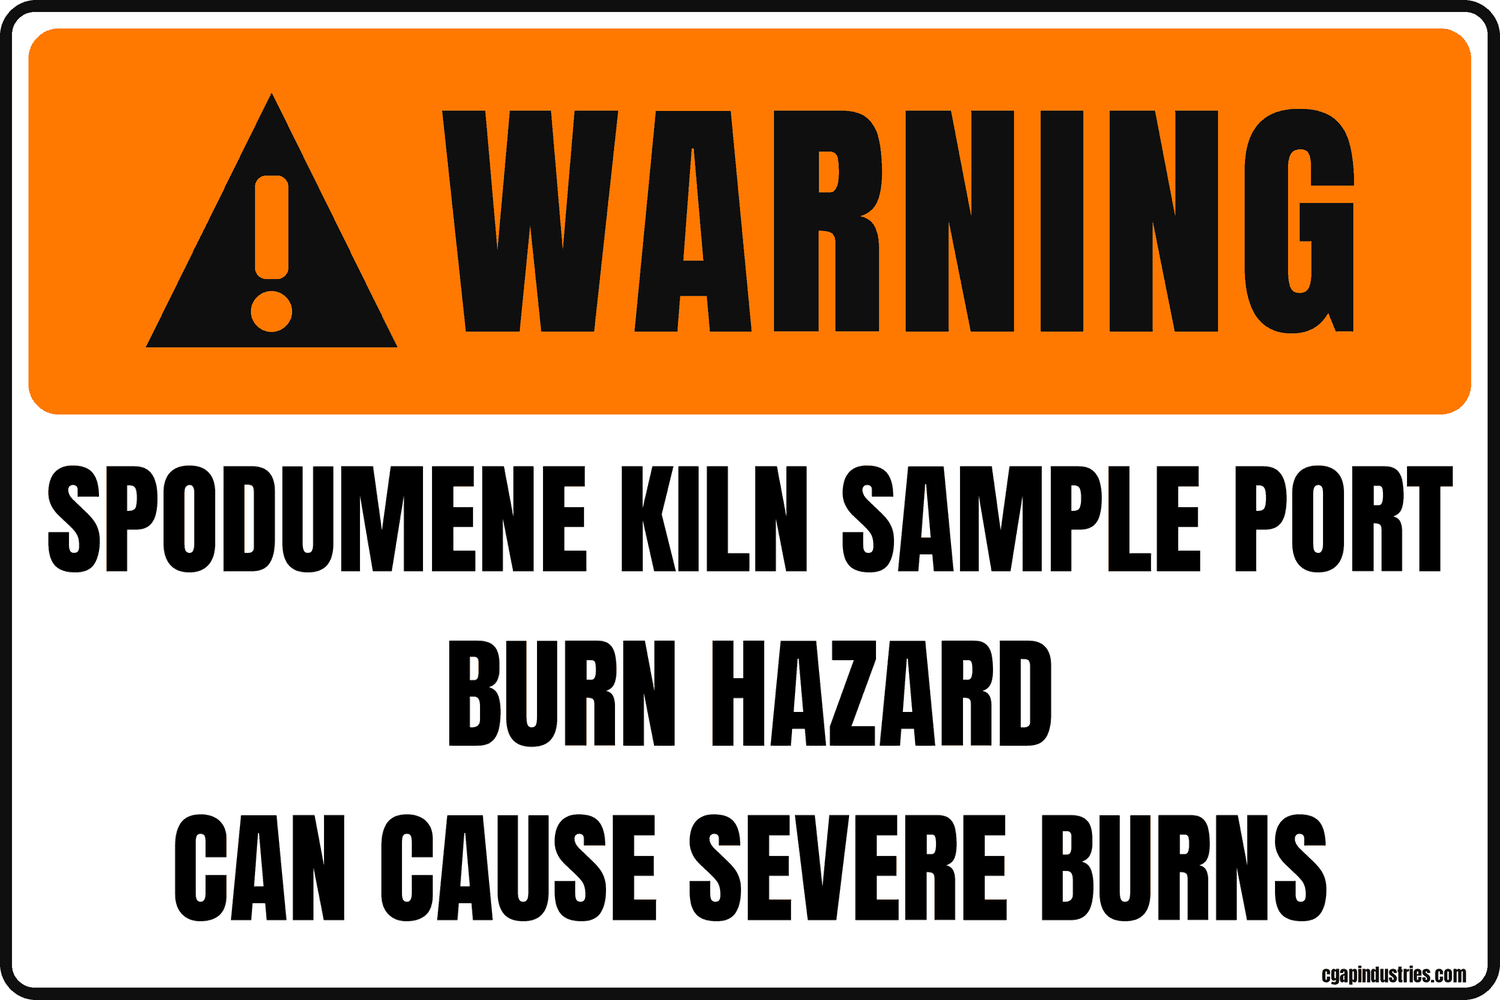 WARNING
SPODUMENE KILN SAMPLE PORT
BURN HAZARD
CAN CAUSE SEVERE BURNS
cgapindustries.com